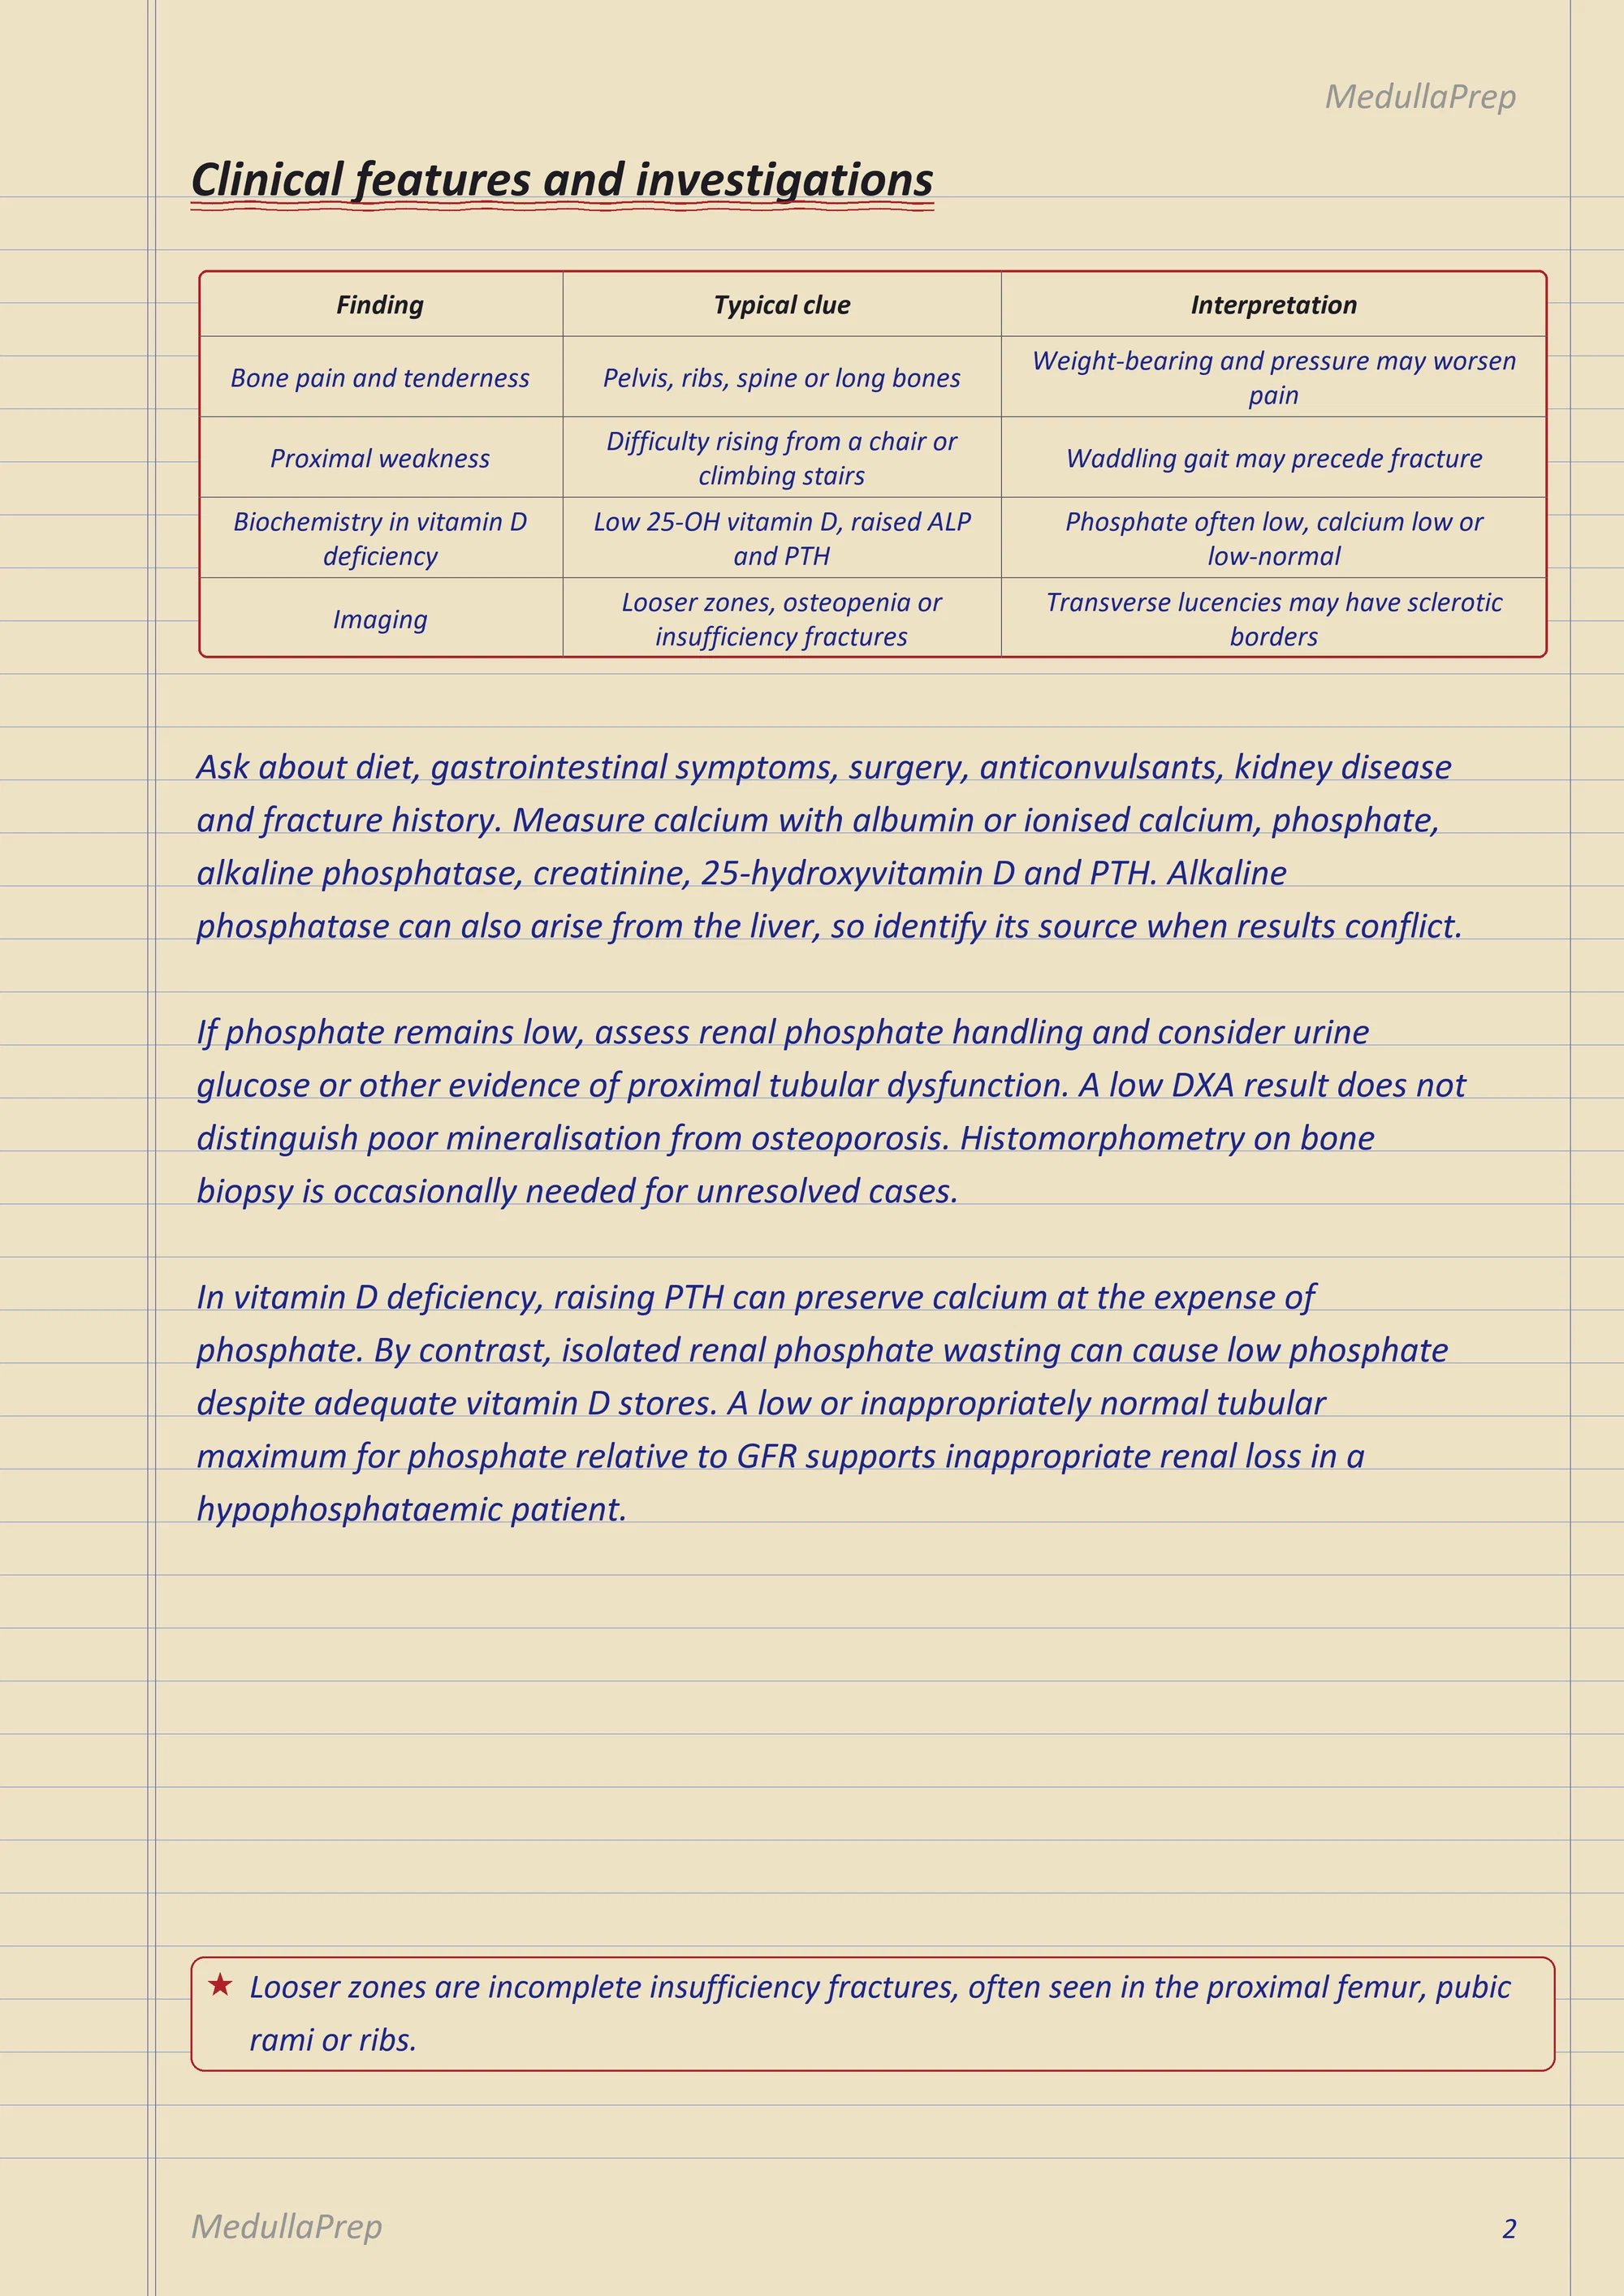 MedullaPrep
Clinical features and investigations
Finding
Typical clue
Interpretation
Bone pain and tenderness
Pelvis, ribs, spine or long bones
Weight-bearing and pressure may worsen
pain
Proximal weakness
Difficulty rising from a chair or
climbing stairs
Waddling gait may precede fracture
Biochemistry in vitamin D
deficiency
Low 25-OH vitamin D, raised ALP
and PTH
Phosphate often low, calcium low or
low-normal
Imaging
Looser zones, osteopenia or
insufficiency fractures
Transverse lucencies may have sclerotic
borders
Ask about diet, gastrointestinal symptoms, surgery, anticonvulsants, kidney disease
and fracture history. Measure calcium with albumin or ionised calcium, phosphate,
alkaline phosphatase, creatinine, 25-hydroxyvitamin D and PTH. Alkaline
phosphatase can also arise from the liver, so identify its source when results conflict.
If phosphate remains low, assess renal phosphate handling and consider urine
glucose or other evidence of proximal tubular dysfunction. A low DXA result does not
distinguish poor mineralisation from osteoporosis. Histomorphometry on bone
biopsy is occasionally needed for unresolved cases.
In vitamin D deficiency, raising PTH can preserve calcium at the expense of
phosphate. By contrast, isolated renal phosphate wasting can cause low phosphate
despite adequate vitamin D stores. A low or inappropriately normal tubular
maximum for phosphate relative to GFR supports inappropriate renal loss in a
hypophosphataemic patient.
★ Looser zones are incomplete insufficiency fractures, often seen in the proximal femur, pubic
rami or ribs.
MedullaPrep
2